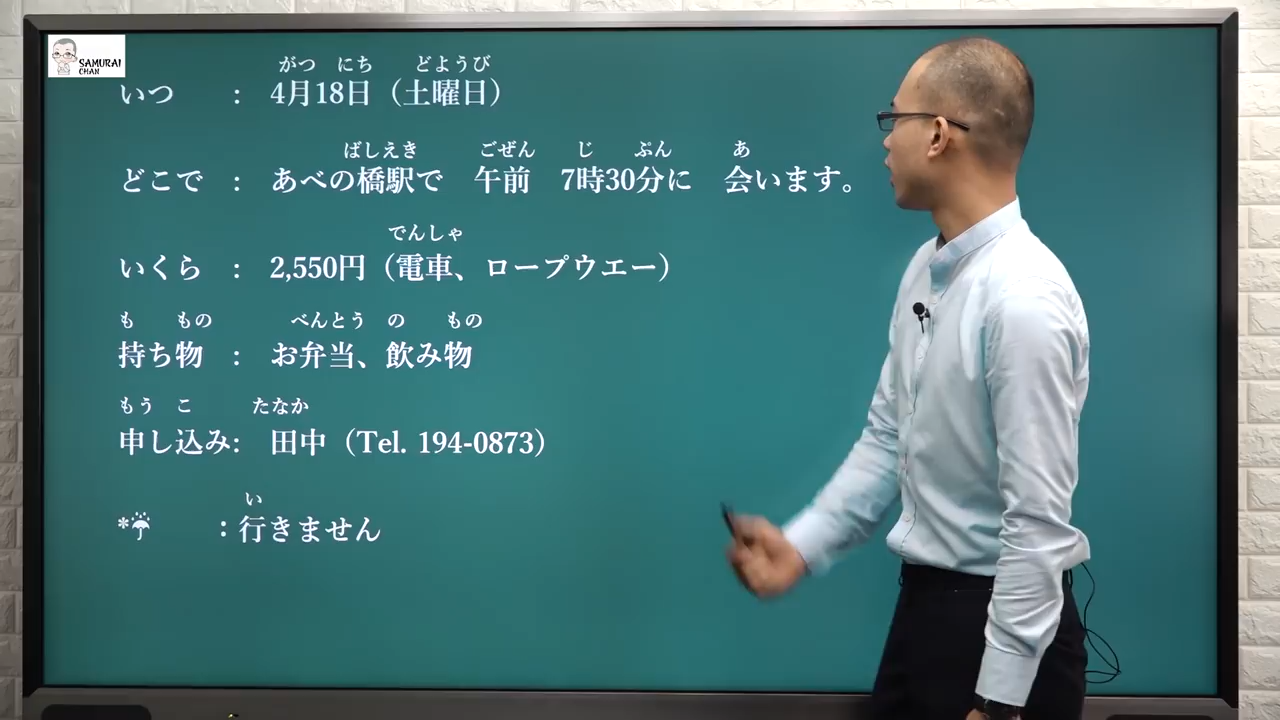 SAMURAI
CHAN
がつ にち どようび
いつ : 4月18日（土曜日）
ばしえき ごぜん じ ぷん あ
どこで : あべの橋駅で 午前 7時30分に 会います。
でんしゃ
いくら : 2,550円（電車、ロープウエー）
も もの べんとう の もの
持ち物 : お弁当、飲み物
もう こ たなか
申し込み: 田中（Tel. 194-0873）
い
*☔ : 行きません